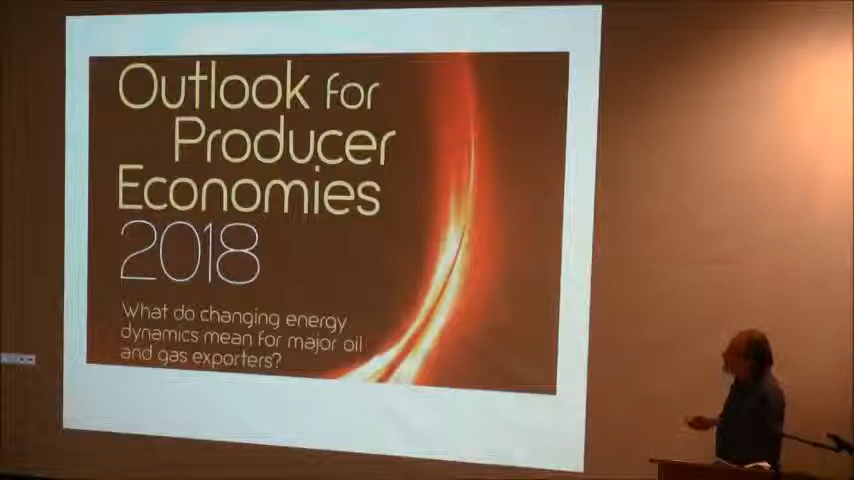 Outlook for
Producer
Economies
2018
What do changing energy
dynamics mean for major oil
and gas exporters?